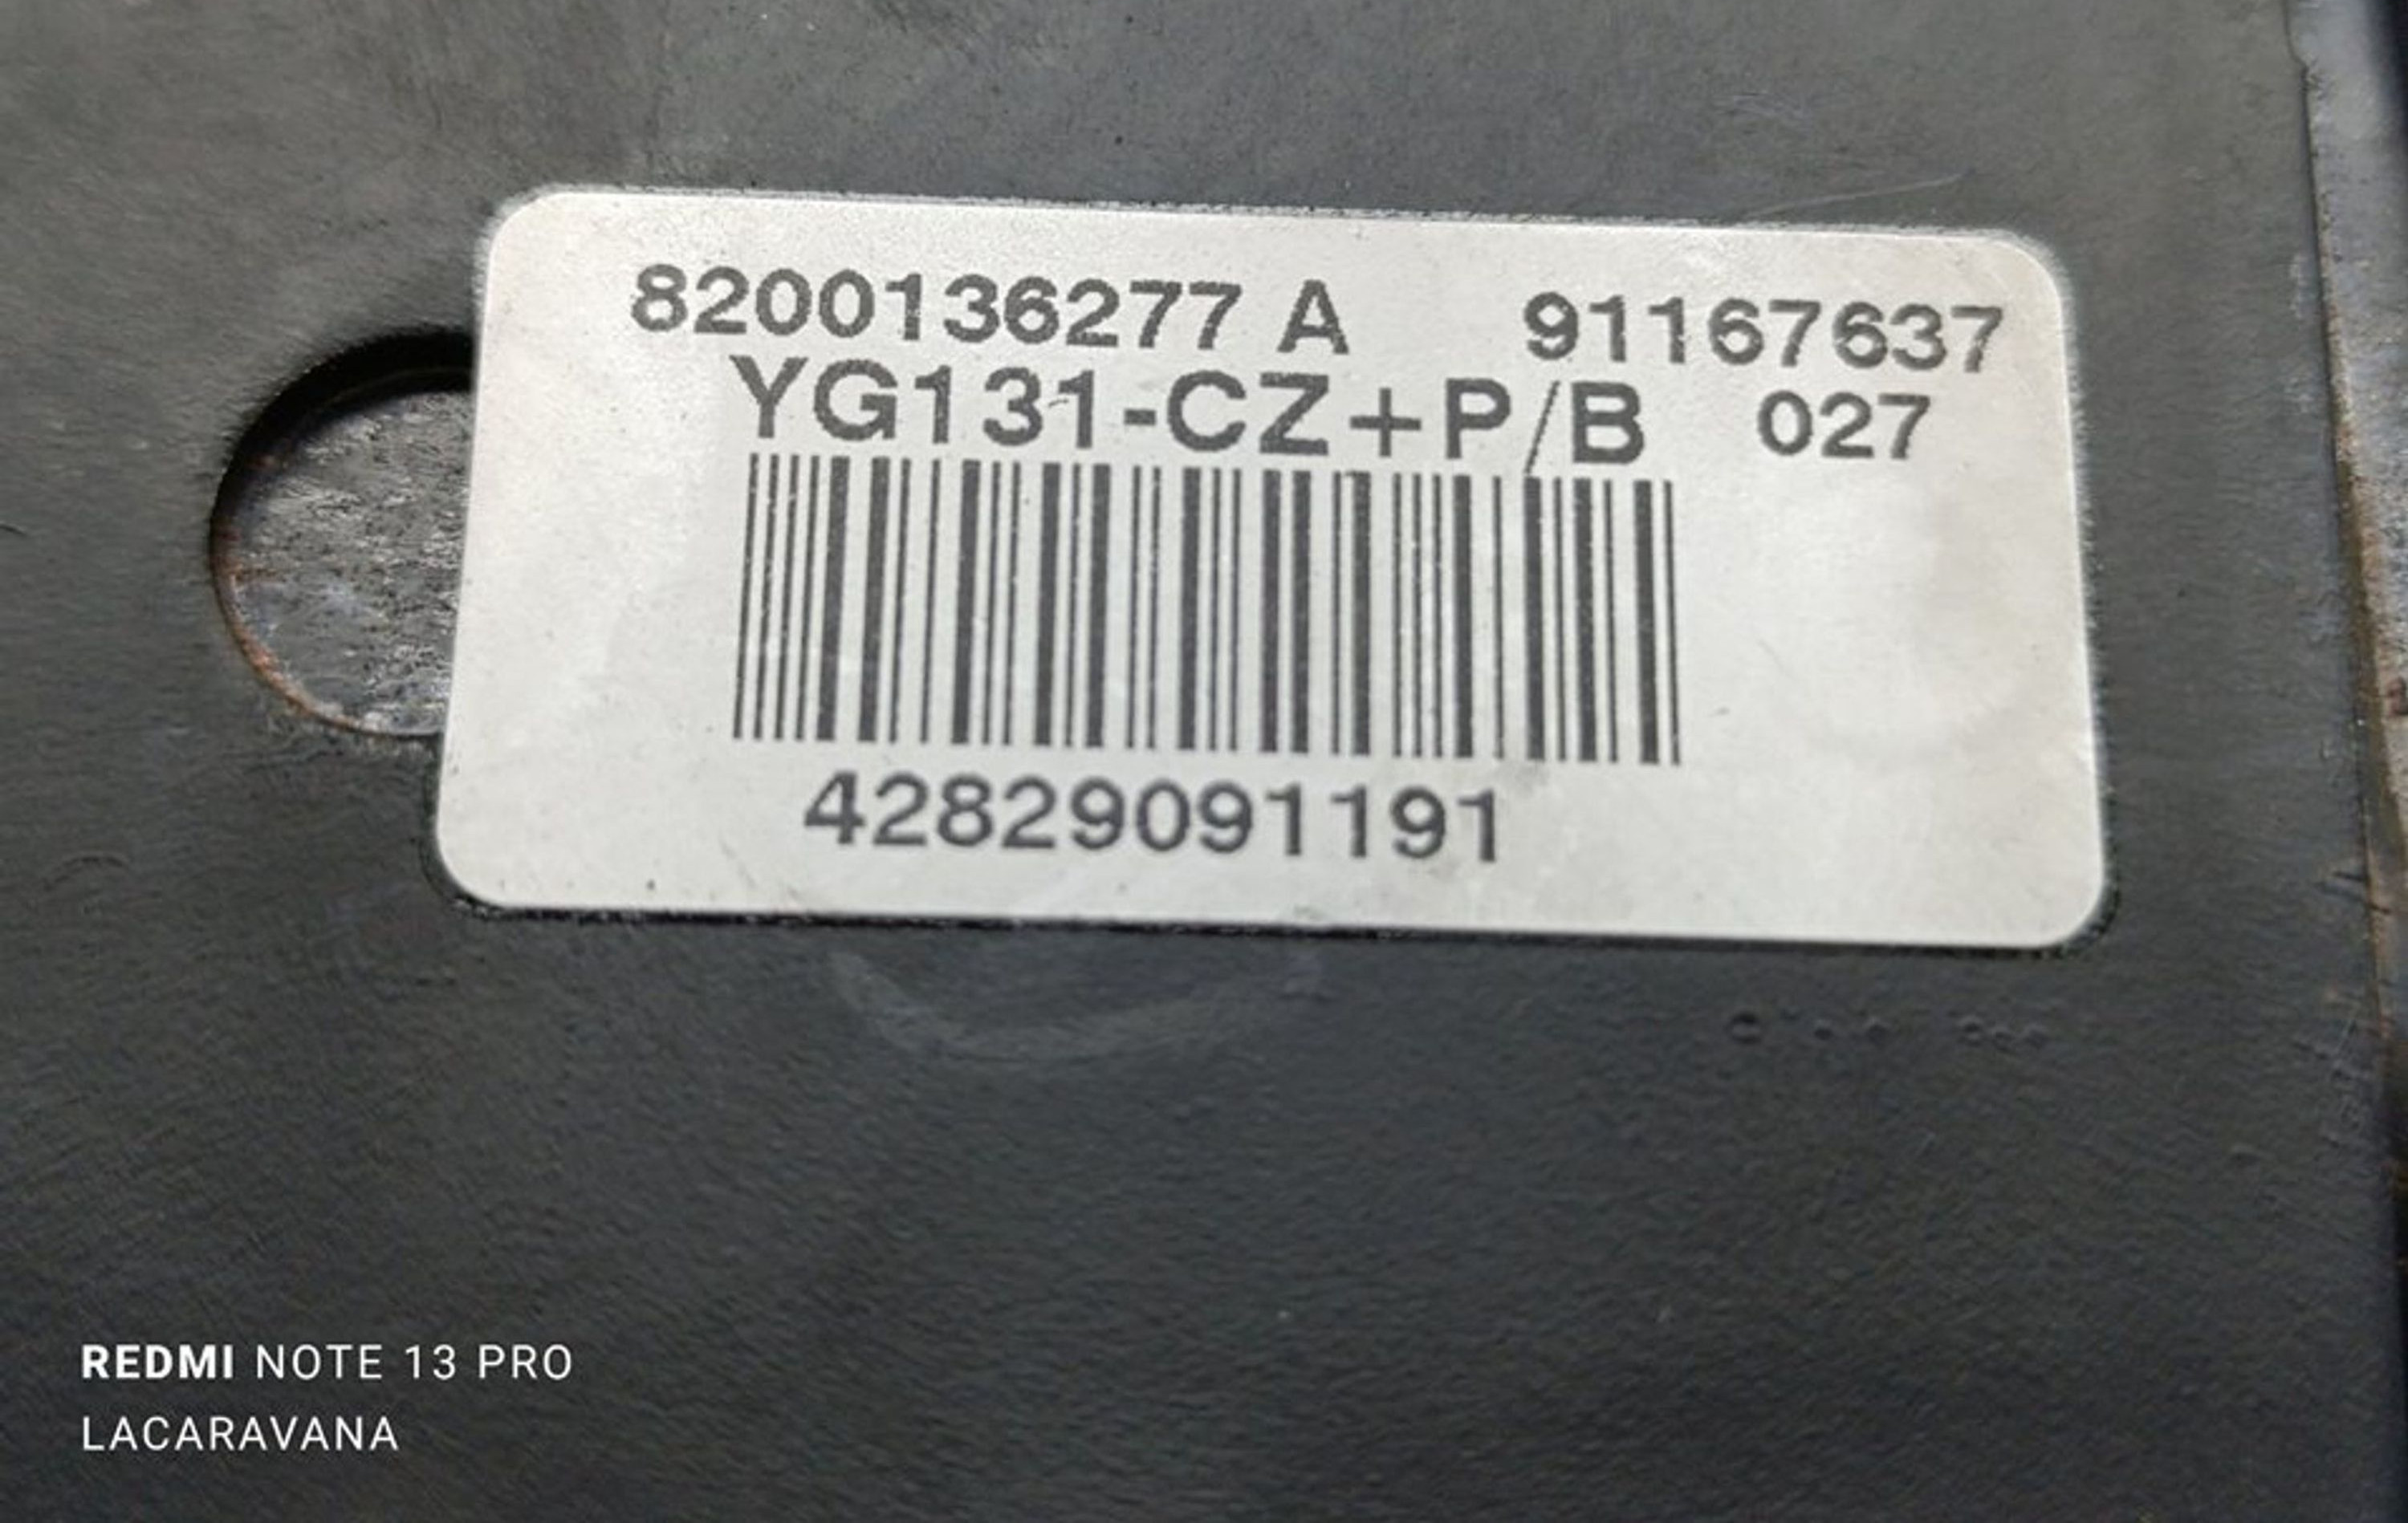 8200136277 A 91167637
YG131-CZ+P/B 027
42829091191
REDMI NOTE 13 PRO
LACARAVANA